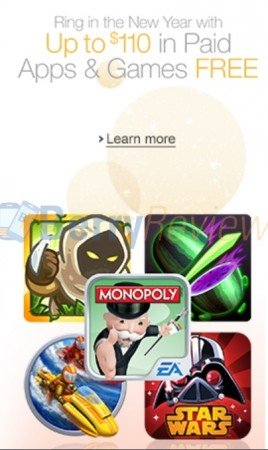 Ring in the New Year with
Up to $110 in Paid
Apps & Games FREE
> Learn more
BerryReview
MONOPOLY
EA
STAR
WARS